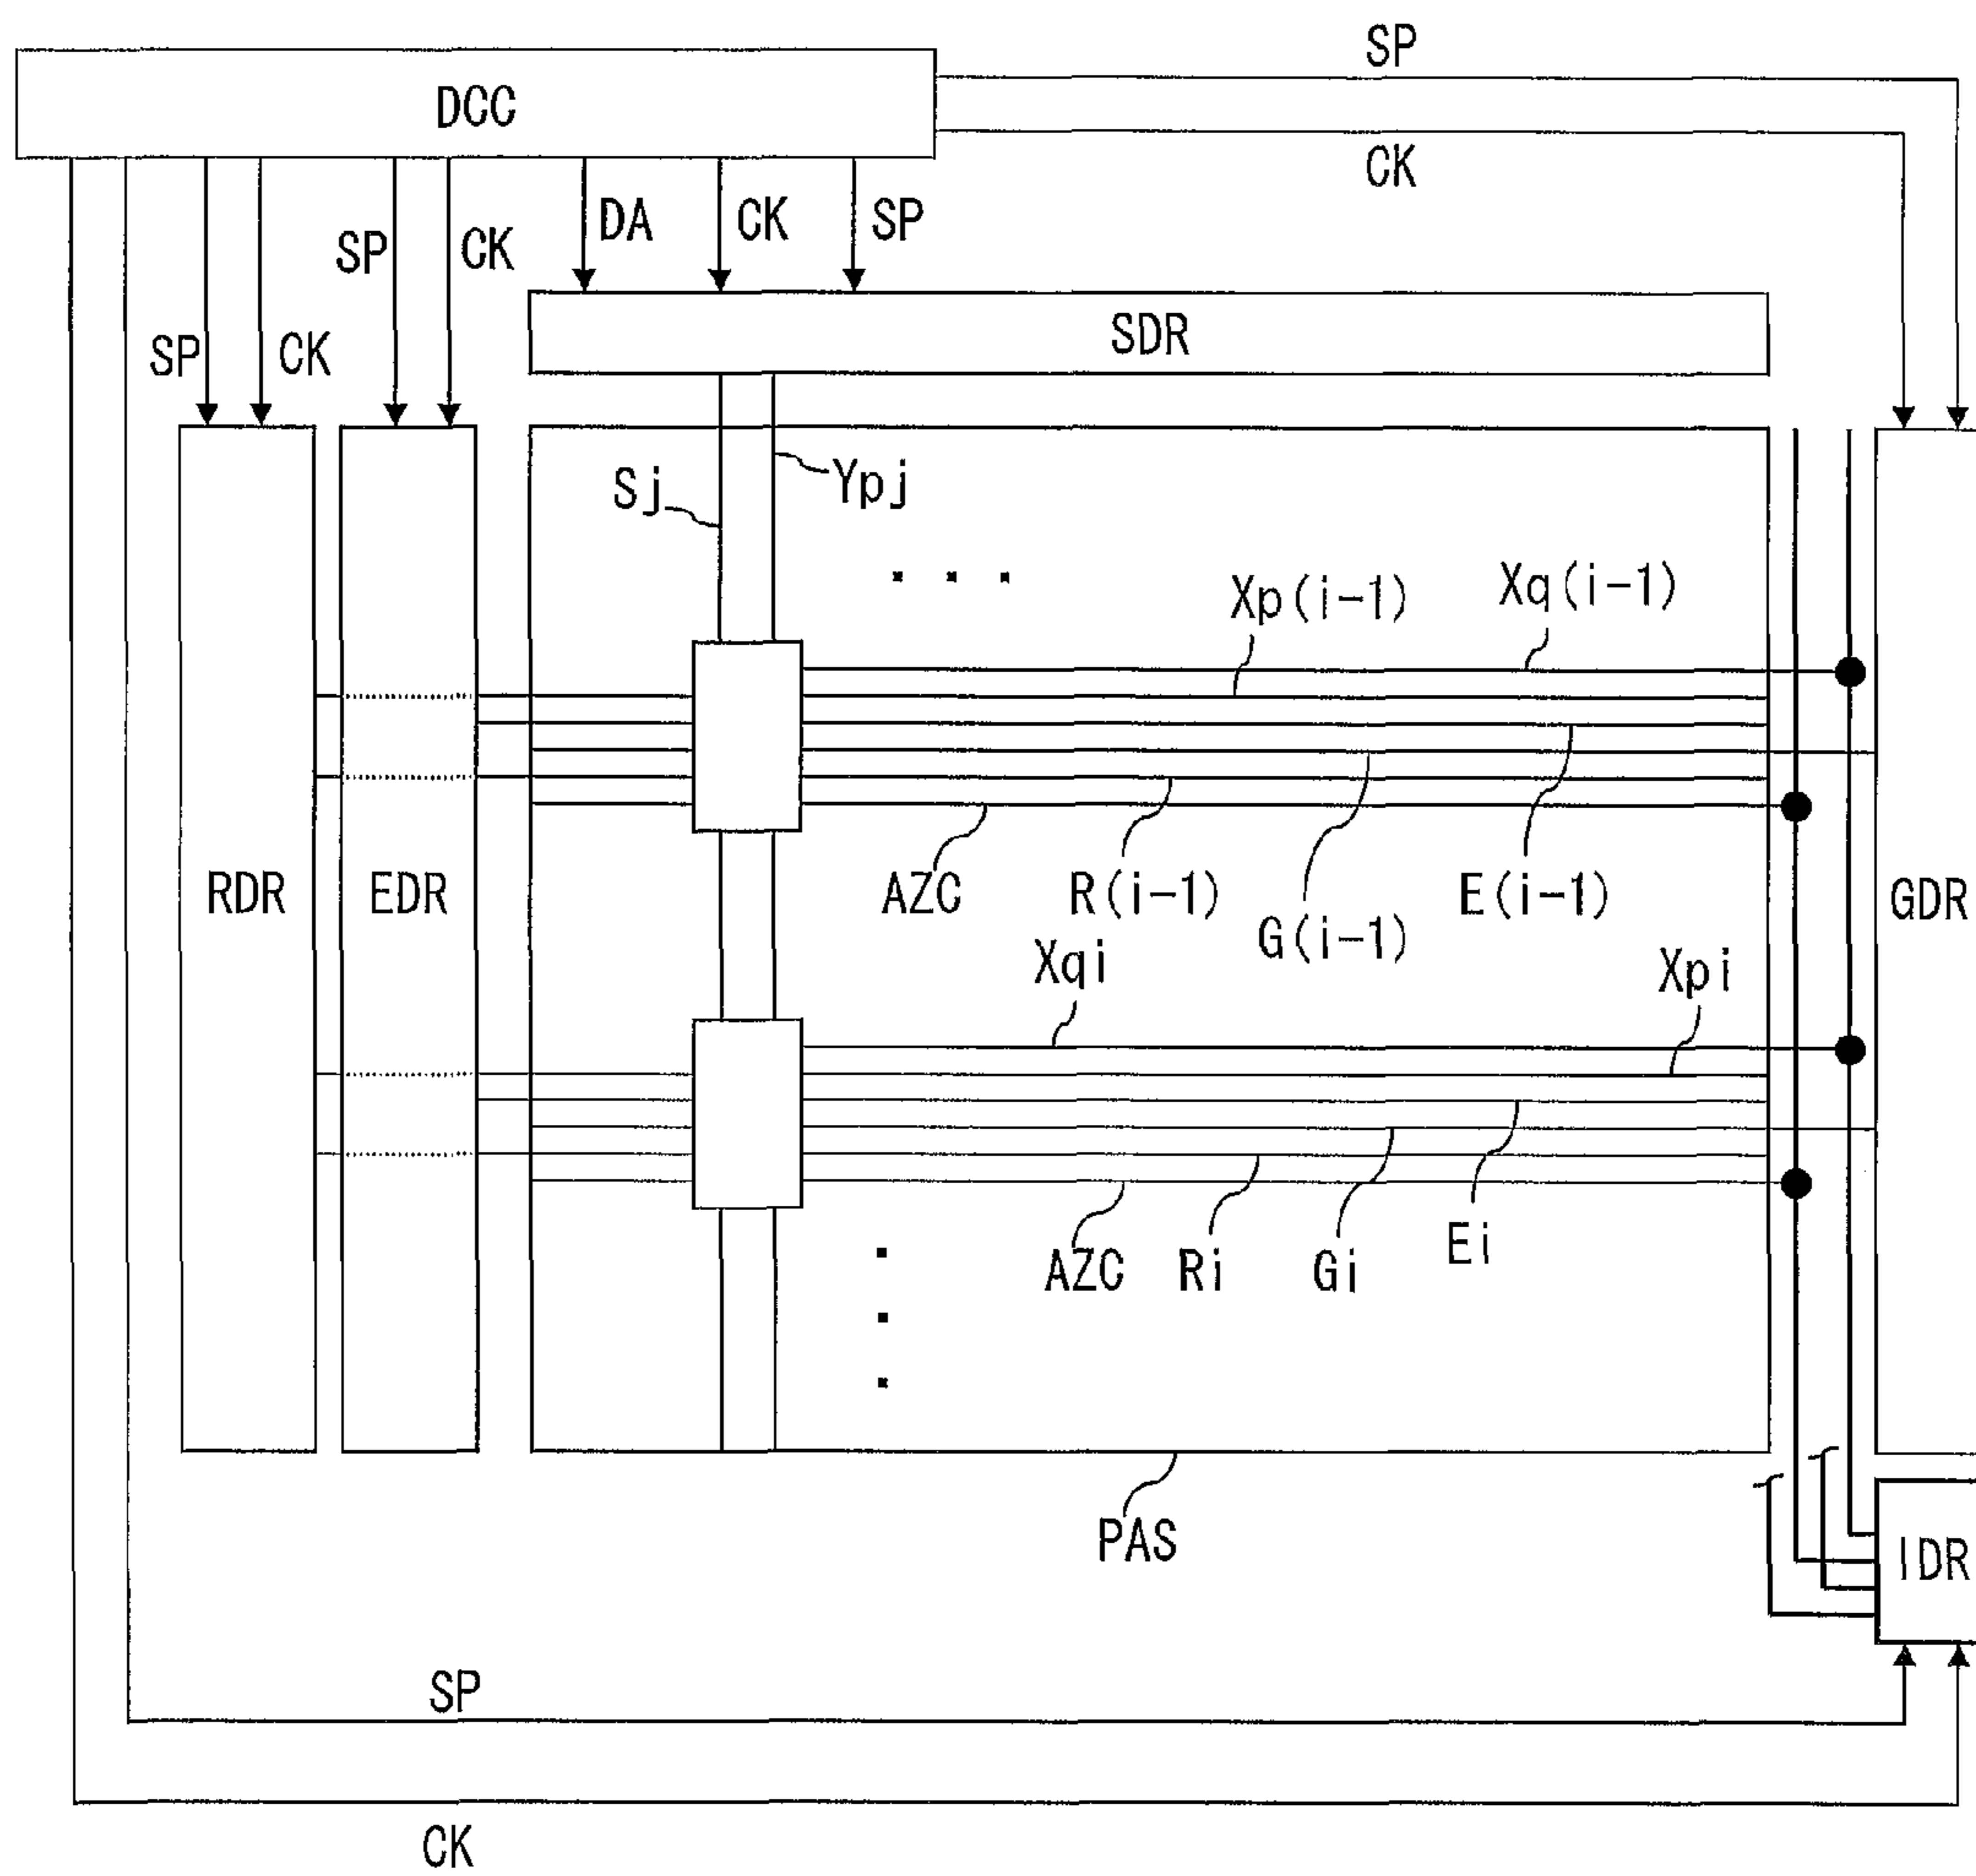 SP
DCC
CK
DA
CK
SP
SP
CK
SP
CK
SDR
Sj
Ypj
Xp(i-1)
Xq(i-1)
RDR
EDR
AZC
R(i-1)
G(i-1)
E(i-1)
GDR
Xqi
Xpi
AZC
Ri
Gi
Ei
PAS
IDR
SP
CK